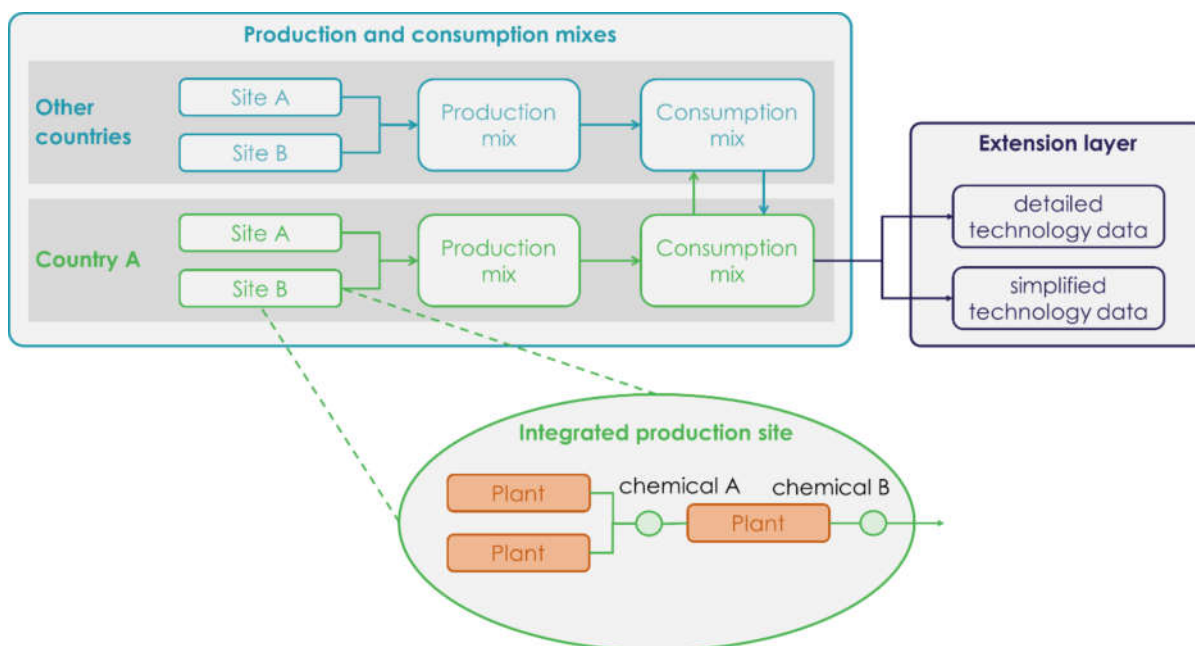 Production and consumption mixes
Other
countries
Site A
Site B
Production
mix
Consumption
mix
Country A
Site A
Site B
Production
mix
Consumption
mix
Extension layer
detailed
technology data
simplified
technology data
Integrated production site
Plant
Plant
chemical A
Plant
chemical B